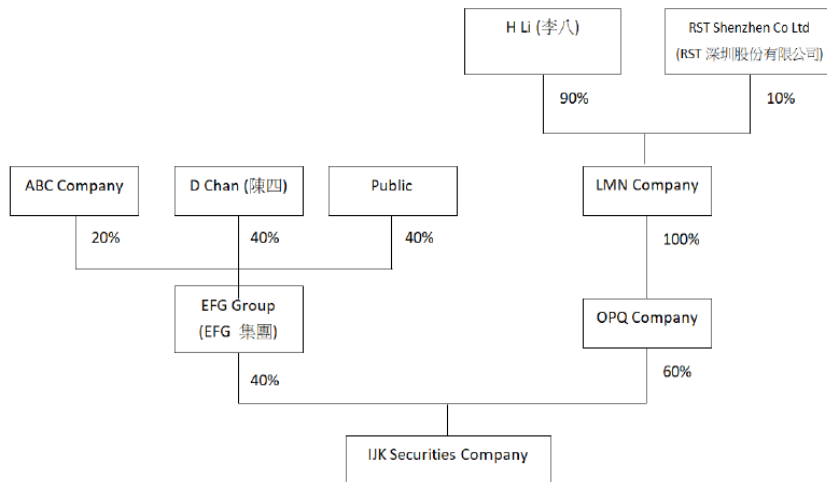 H Li (李八)
RST Shenzhen Co Ltd
(RST 深圳股份有限公司)
90%
10%
ABC Company
D Chan (陳四)
Public
LMN Company
20%
40%
40%
100%
EFG Group
(EFG 集團)
OPQ Company
40%
60%
IJK Securities Company